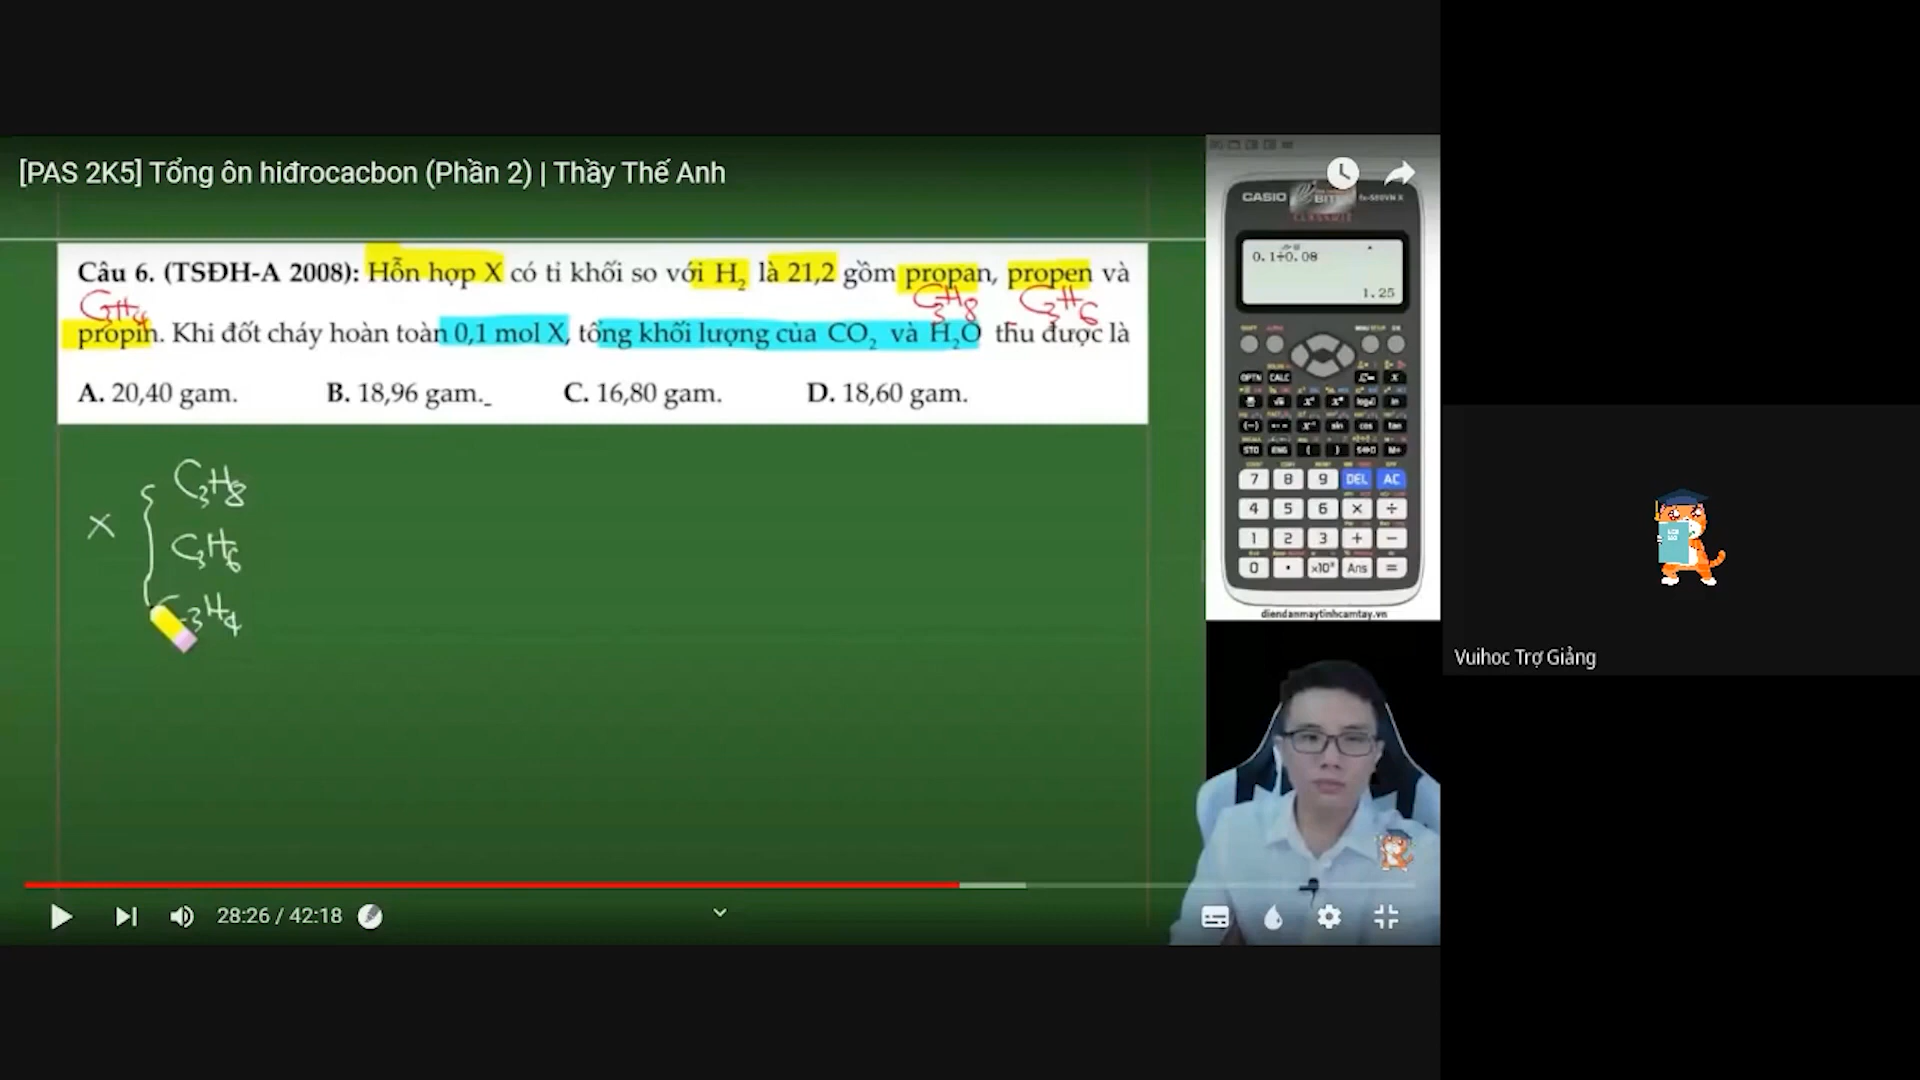 [PAS 2K5] Tổng ôn hiđrocacbon (Phần 2) | Thầy Thế Anh
Câu 6. (TSĐH-A 2008): Hỗn hợp X có tỉ khối so với H₂ là 21,2 gồm propan, propen và
C₃H₄ C₃H₈ C₃H₆
propin. Khi đốt cháy hoàn toàn 0,1 mol X, tổng khối lượng của CO₂ và H₂O thu được là
A. 20,40 gam. B. 18,96 gam. C. 16,80 gam. D. 18,60 gam.
X
C₃H₈
C₃H₆
C₃H₄
28:26 / 42:18
CASIO
CLASSWIZ
0.1÷0.08
1.25
OPTN CALC
STO ENG ( ) S⇔D M+
7 8 9 DEL AC
4 5 6 × ÷
1 2 3 + −
0 . ×10ˣ Ans =
diendanmaytinhcamtay.vn
Vuihoc Trợ Giảng